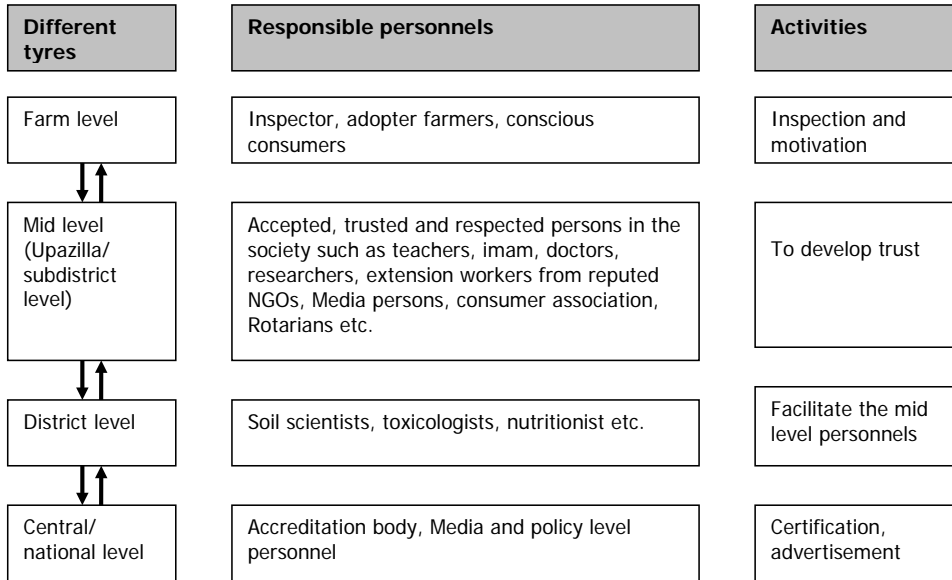 Different
tyres
Responsible personnels
Activities
Farm level
Inspector, adopter farmers, conscious
consumers
Inspection and
motivation
Mid level
(Upazilla/
subdistrict
level)
Accepted, trusted and respected persons in the
society such as teachers, imam, doctors,
researchers, extension workers from reputed
NGOs, Media persons, consumer association,
Rotarians etc.
To develop trust
District level
Soil scientists, toxicologists, nutritionist etc.
Facilitate the mid
level personnels
Central/
national level
Accreditation body, Media and policy level
personnel
Certification,
advertisement